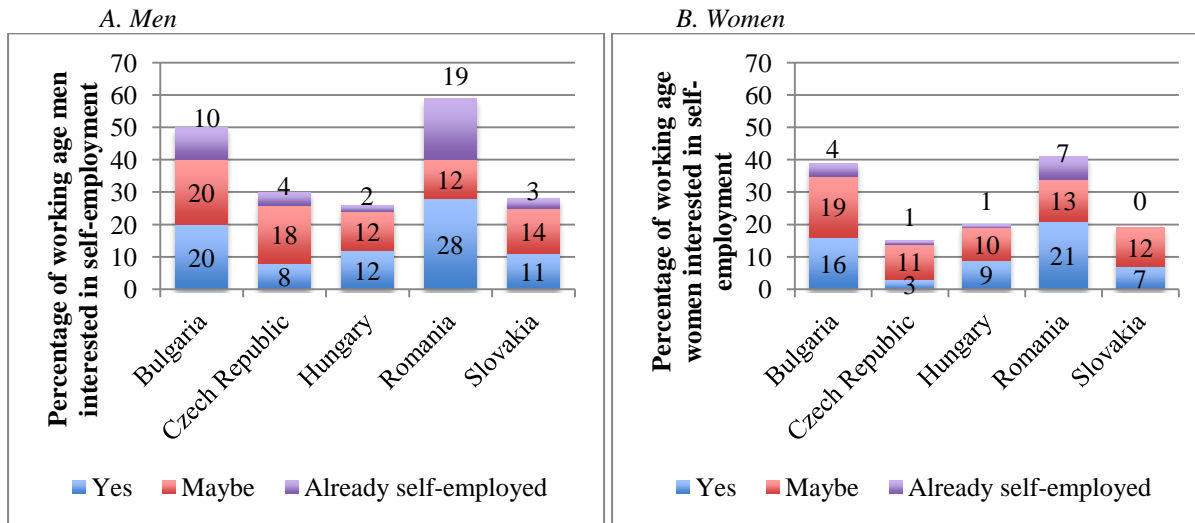 A. Men
Percentage of working age men
interested in self-employment
70
60
50
40
30
20
10
0
10
20
20
4
18
8
2
12
12
19
12
28
3
14
11
Bulgaria
Czech Republic
Hungary
Romania
Slovakia
Yes Maybe Already self-employed
B. Women
Percentage of working age
women interested in self-
employment
70
60
50
40
30
20
10
0
4
19
16
1
11
3
1
10
9
7
13
21
0
12
7
Bulgaria
Czech Republic
Hungary
Romania
Slovakia
Yes Maybe Already self-employed